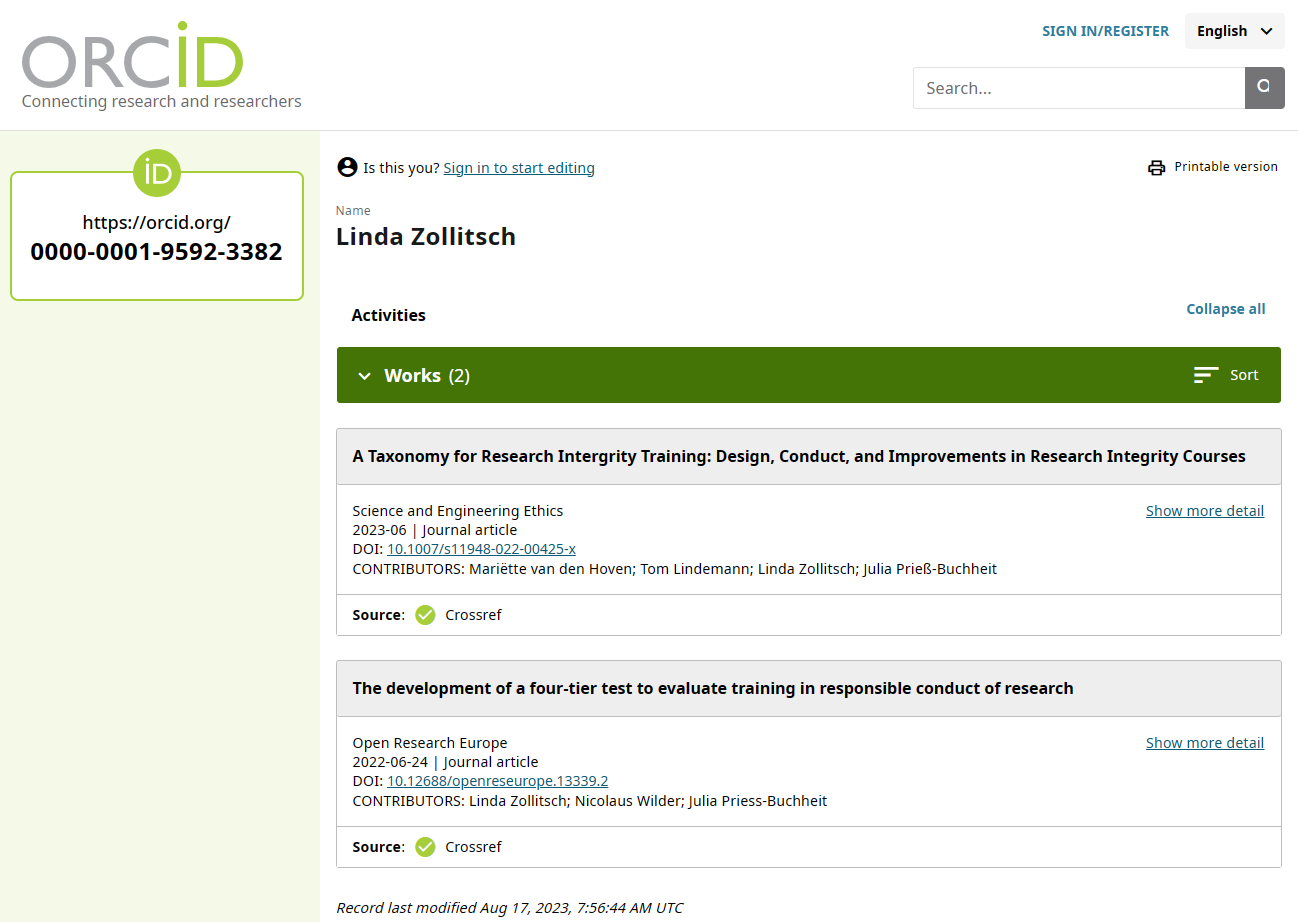 ORCiD
Connecting research and researchers
SIGN IN/REGISTER
English
Search...
iD
https://orcid.org/
0000-0001-9592-3382
Is this you? Sign in to start editing
Printable version
Name
Linda Zollitsch
Activities
Collapse all
Works (2)
Sort
A Taxonomy for Research Intergrity Training: Design, Conduct, and Improvements in Research Integrity Courses
Science and Engineering Ethics
Show more detail
2023-06 | Journal article
DOI: 10.1007/s11948-022-00425-x
CONTRIBUTORS: Mariëtte van den Hoven; Tom Lindemann; Linda Zollitsch; Julia Prieß-Buchheit
Source: Crossref
The development of a four-tier test to evaluate training in responsible conduct of research
Open Research Europe
Show more detail
2022-06-24 | Journal article
DOI: 10.12688/openreseurope.13339.2
CONTRIBUTORS: Linda Zollitsch; Nicolaus Wilder; Julia Priess-Buchheit
Source: Crossref
Record last modified Aug 17, 2023, 7:56:44 AM UTC